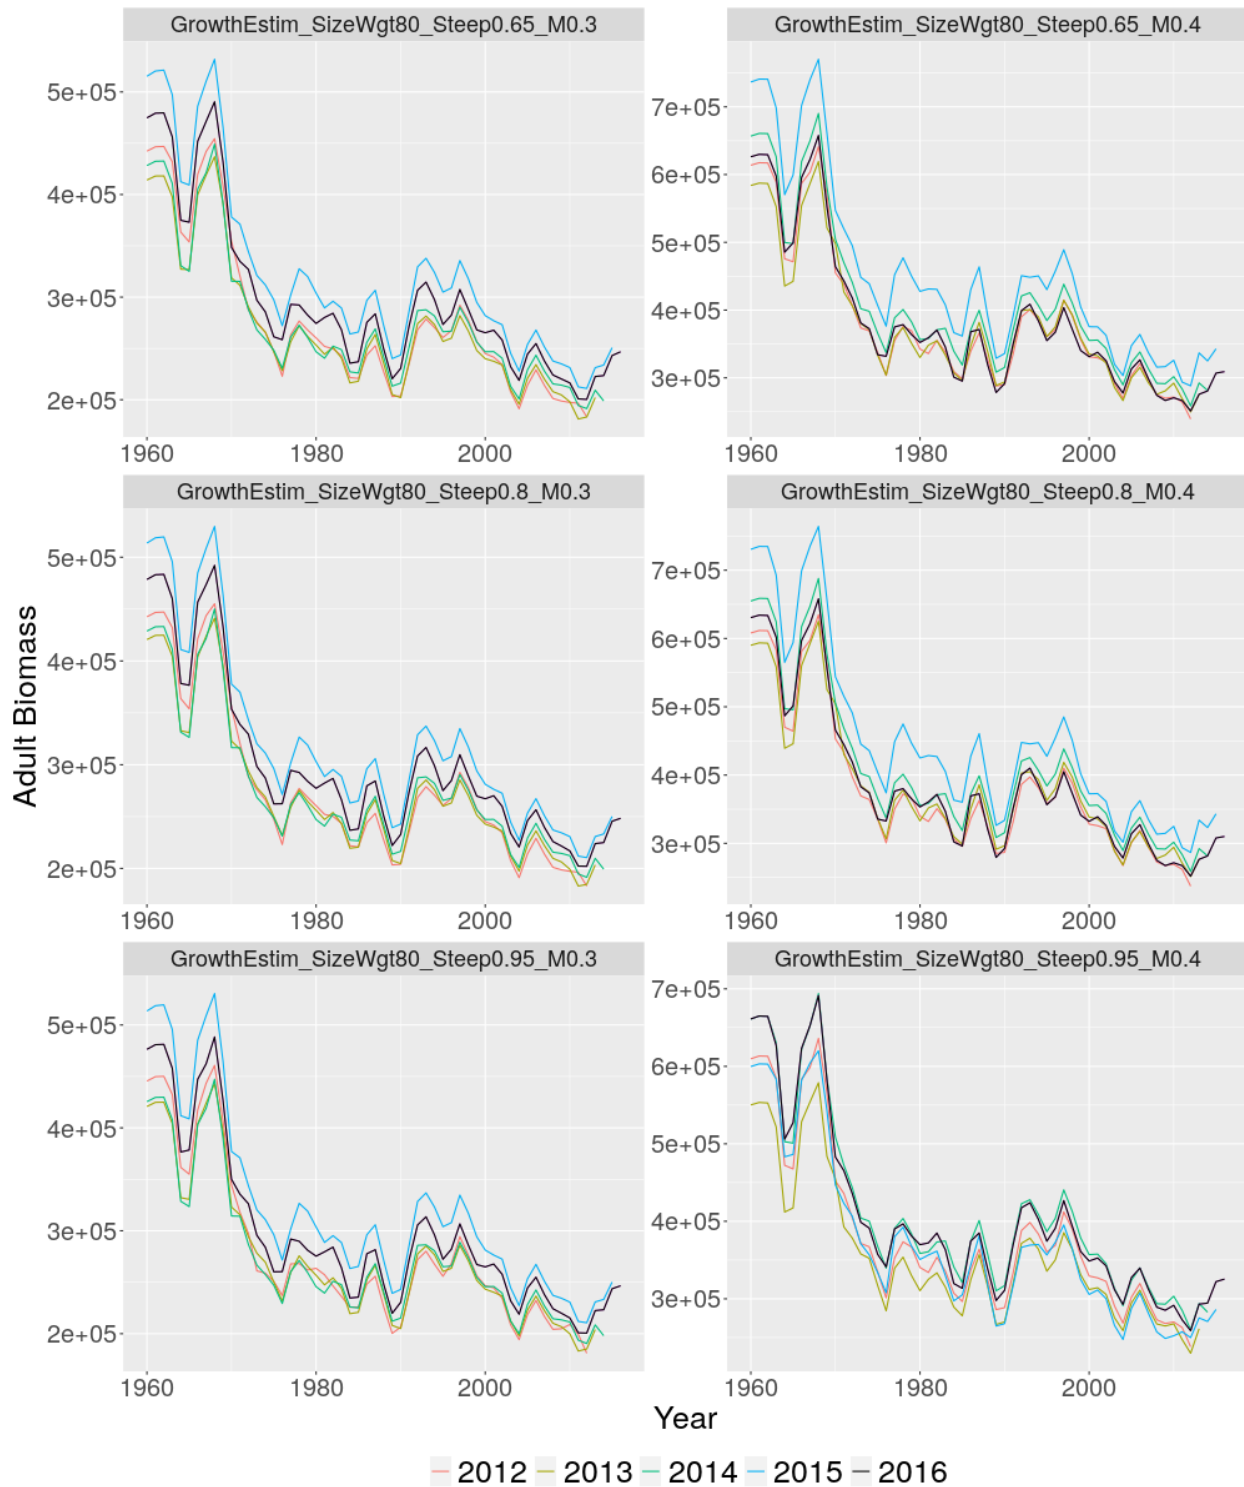 GrowthEstim_SizeWgt80_Steep0.65_M0.3
GrowthEstim_SizeWgt80_Steep0.65_M0.4
5e+05
4e+05
3e+05
2e+05
7e+05
6e+05
5e+05
4e+05
3e+05
1960 1980 2000
1960 1980 2000
GrowthEstim_SizeWgt80_Steep0.8_M0.3
GrowthEstim_SizeWgt80_Steep0.8_M0.4
5e+05
4e+05
3e+05
2e+05
7e+05
6e+05
5e+05
4e+05
3e+05
1960 1980 2000
1960 1980 2000
Adult Biomass
GrowthEstim_SizeWgt80_Steep0.95_M0.3
GrowthEstim_SizeWgt80_Steep0.95_M0.4
5e+05
4e+05
3e+05
2e+05
7e+05
6e+05
5e+05
4e+05
3e+05
1960 1980 2000
1960 1980 2000
Year
2012 2013 2014 2015 2016